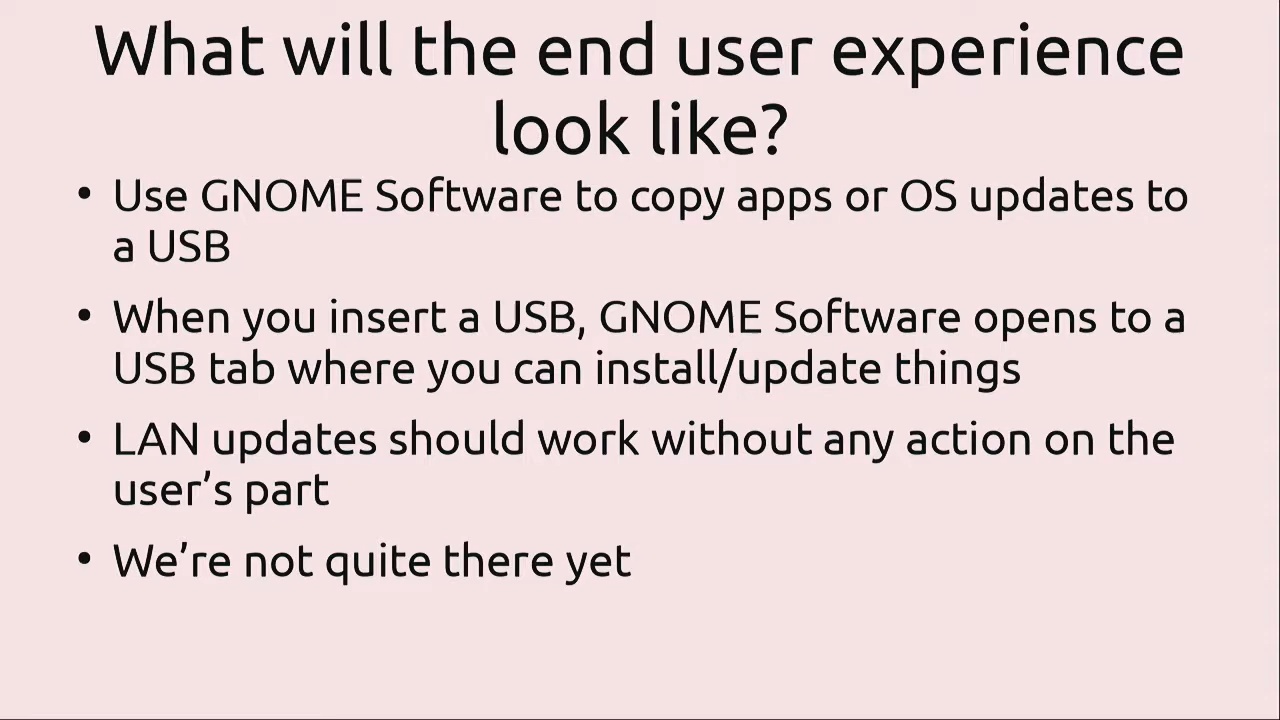 What will the end user experience
look like?
• Use GNOME Software to copy apps or OS updates to
a USB
• When you insert a USB, GNOME Software opens to a
USB tab where you can install/update things
• LAN updates should work without any action on the
user’s part
• We’re not quite there yet